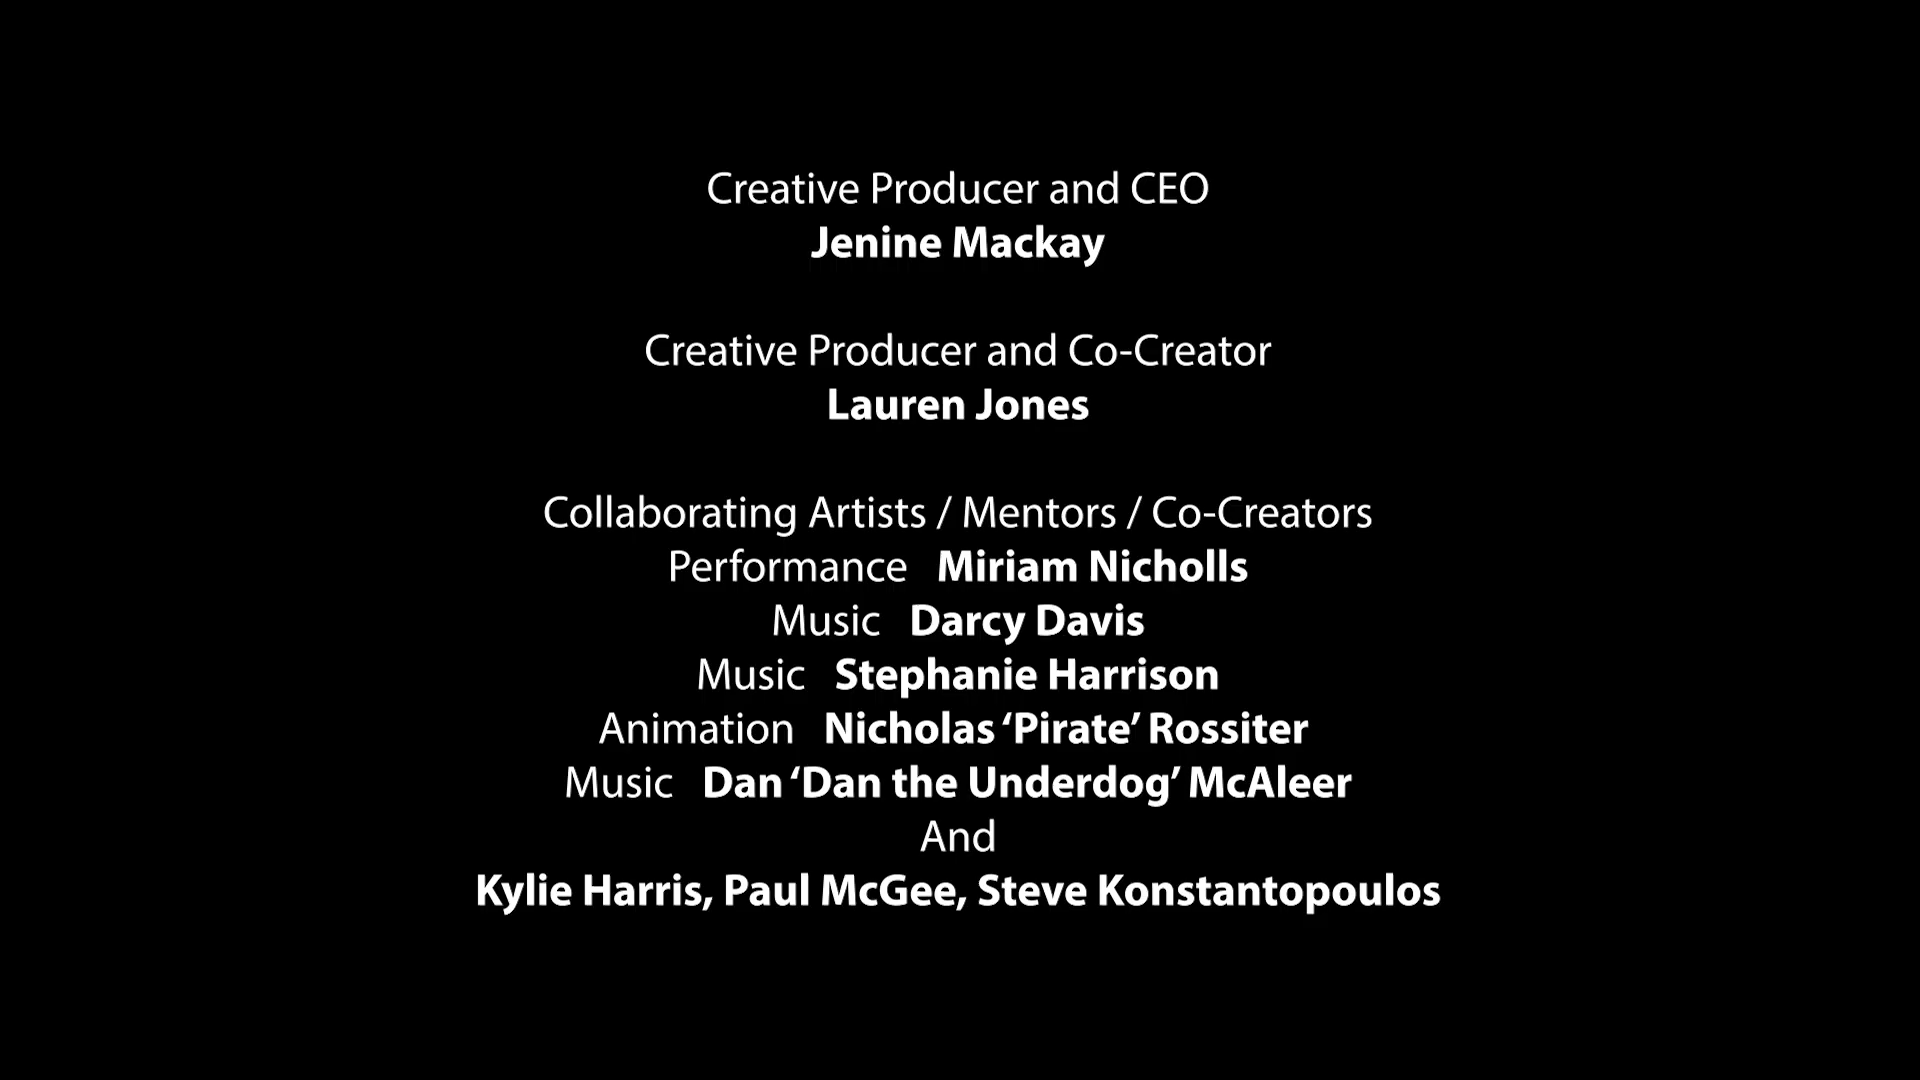 Creative Producer and CEO
Jenine Mackay
Creative Producer and Co-Creator
Lauren Jones
Collaborating Artists / Mentors / Co-Creators
Performance Miriam Nicholls
Music Darcy Davis
Music Stephanie Harrison
Animation Nicholas ‘Pirate’ Rossiter
Music Dan ‘Dan the Underdog’ McAleer
And
Kylie Harris, Paul McGee, Steve Konstantopoulos